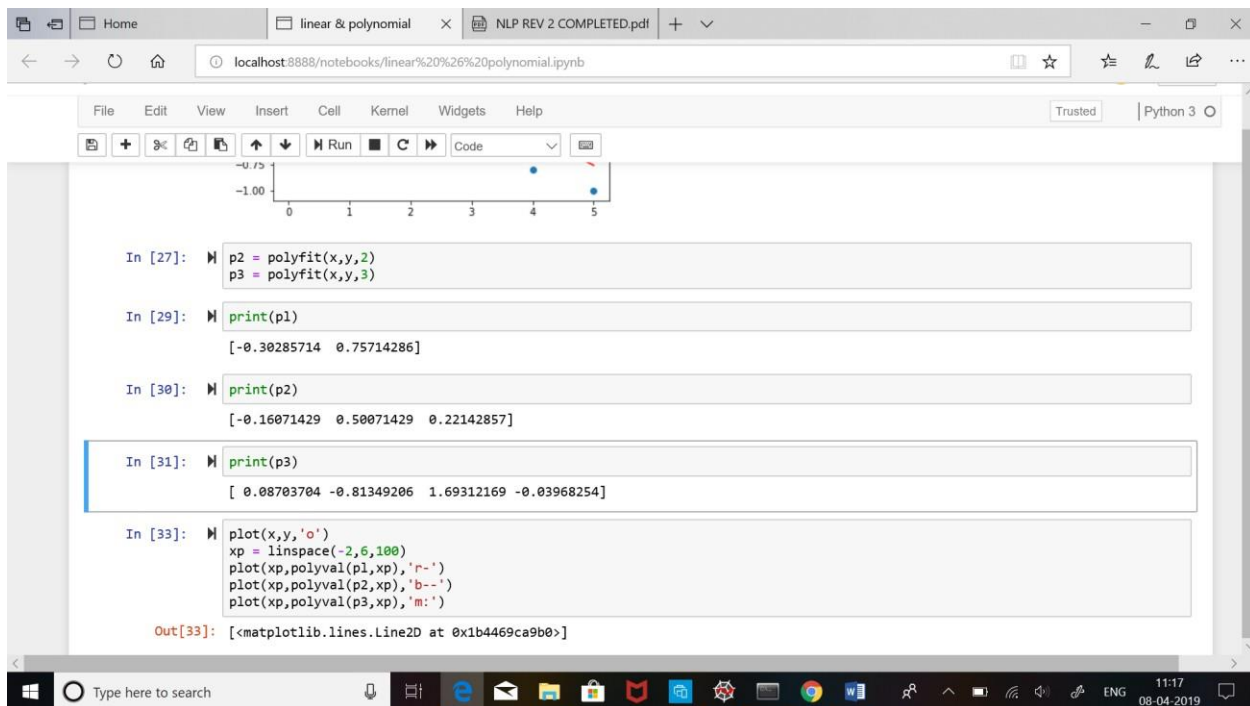 Home
linear & polynomial
NLP REV 2 COMPLETED.pdf
localhost:8888/notebooks/linear%20%26%20polynomial.ipynb
File Edit View Insert Cell Kernel Widgets Help
Trusted
Python 3
Run
Code
−0.75
−1.00
0 1 2 3 4 5
In [27]:
p2 = polyfit(x,y,2)
p3 = polyfit(x,y,3)
In [29]:
print(p1)
[-0.30285714 0.75714286]
In [30]:
print(p2)
[-0.16071429 0.50071429 0.22142857]
In [31]:
print(p3)
[ 0.08703704 -0.81349206 1.69312169 -0.03968254]
In [33]:
plot(x,y,'o')
xp = linspace(-2,6,100)
plot(xp,polyval(p1,xp),'r-')
plot(xp,polyval(p2,xp),'b--')
plot(xp,polyval(p3,xp),'m:')
Out[33]: [<matplotlib.lines.Line2D at 0x1b4469ca9b0>]
Type here to search
ENG
11:17
08-04-2019